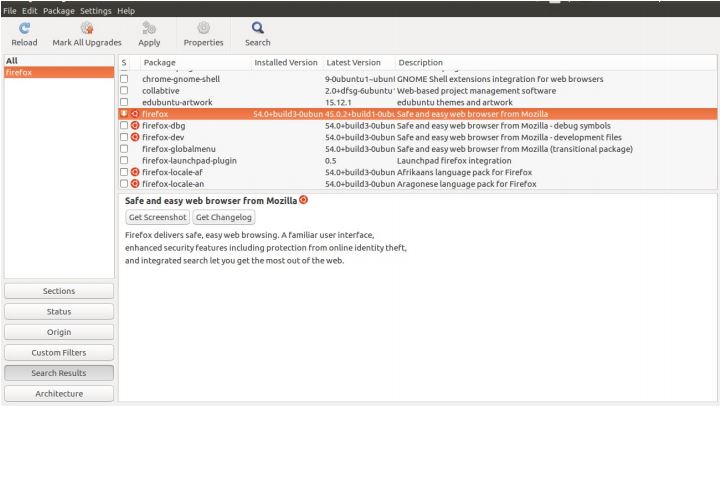 File Edit Package Settings Help
Reload Mark All Upgrades Apply Properties Search
All
firefox
S Package Installed Version Latest Version Description
chrome-gnome-shell 9-0ubuntu1~ubunt GNOME Shell extensions integration for web browsers
collabtive 2.0+dfsg-6ubuntu Web-based project management software
edubuntu-artwork 15.12.1 edubuntu themes and artwork
firefox 54.0+build3-0ubun 45.0.2+build1-0ubu Safe and easy web browser from Mozilla
firefox-dbg 54.0+build3-0ubun Safe and easy web browser from Mozilla - debug symbols
firefox-dev 54.0+build3-0ubun Safe and easy web browser from Mozilla - development files
firefox-globalmenu 54.0+build3-0ubun Safe and easy web browser from Mozilla (transitional package)
firefox-launchpad-plugin 0.5 Launchpad firefox integration
firefox-locale-af 54.0+build3-0ubun Afrikaans language pack for Firefox
firefox-locale-an 54.0+build3-0ubun Aragonese language pack for Firefox
Safe and easy web browser from Mozilla
Get Screenshot Get Changelog
Firefox delivers safe, easy web browsing. A familiar user interface,
enhanced security features including protection from online identity theft,
and integrated search let you get the most out of the web.
Sections
Status
Origin
Custom Filters
Search Results
Architecture